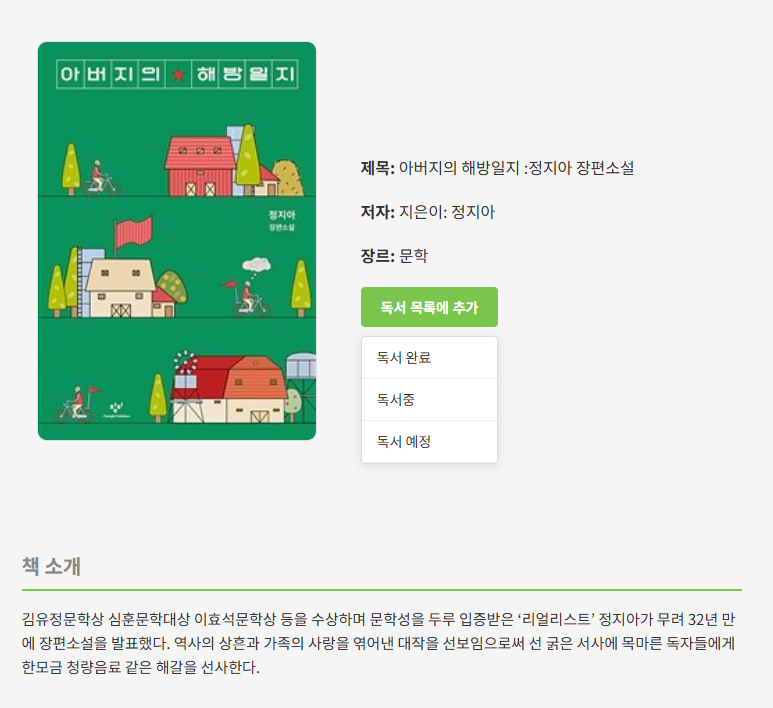 아버지의 해방일지
정지아
장편소설
제목: 아버지의 해방일지 :정지아 장편소설
저자: 지은이: 정지아
장르: 문학
독서 목록에 추가
독서 완료
독서중
독서 예정
책 소개
김유정문학상 심훈문학대상 이효석문학상 등을 수상하며 문학성을 두루 입증받은 ‘리얼리스트’ 정지아가 무려 32년 만
에 장편소설을 발표했다. 역사의 상흔과 가족의 사랑을 엮어낸 대작을 선보임으로써 선 굵은 서사에 목마른 독자들에게
한모금 청량음료 같은 해갈을 선사한다.